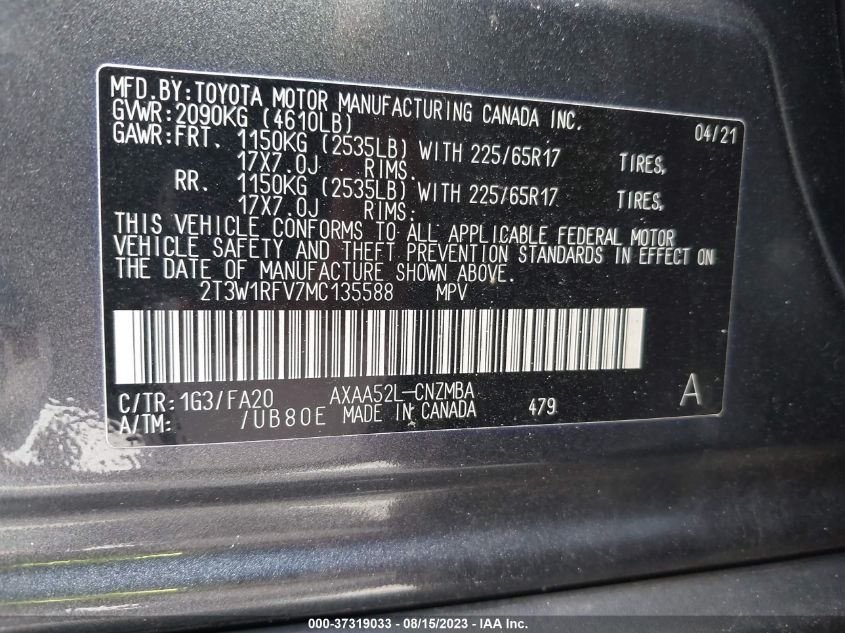 MFD.BY:TOYOTA MOTOR MANUFACTURING CANADA INC.
GVWR:2090KG (4610LB) 04/21
GAWR:FRT. 1150KG (2535LB) WITH 225/65R17 TIRES,
17X7.0J RIMS.
RR. 1150KG (2535LB) WITH 225/65R17 TIRES,
17X7.0J RIMS.
THIS VEHICLE CONFORMS TO ALL APPLICABLE FEDERAL MOTOR
VEHICLE SAFETY AND THEFT PREVENTION STANDARDS IN EFFECT ON
THE DATE OF MANUFACTURE SHOWN ABOVE.
2T3W1RFV7MC135588 MPV
C/TR:1G3/FA20 AXAA52L-CNZMBA A
A/TM: /UB80E MADE IN CANADA 479
000-37319033 - 08/15/2023 - IAA Inc.